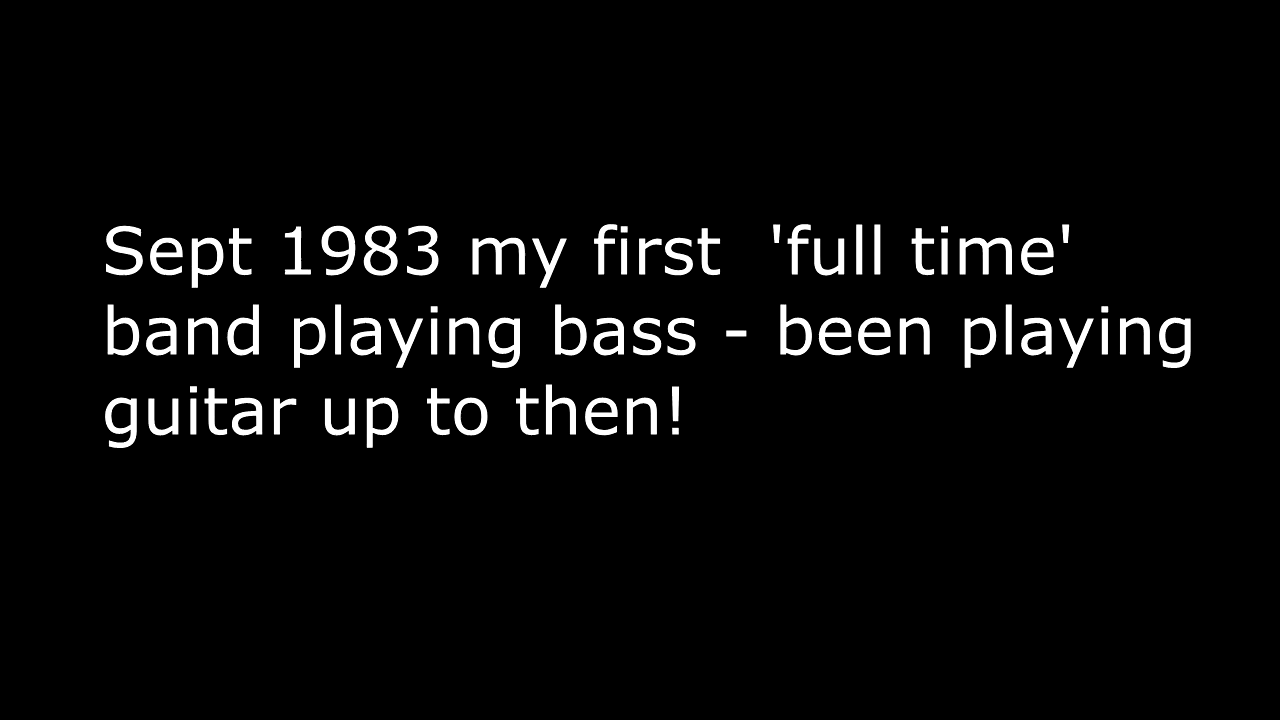 Sept 1983 my first  'full time'
band playing bass - been playing
guitar up to then!